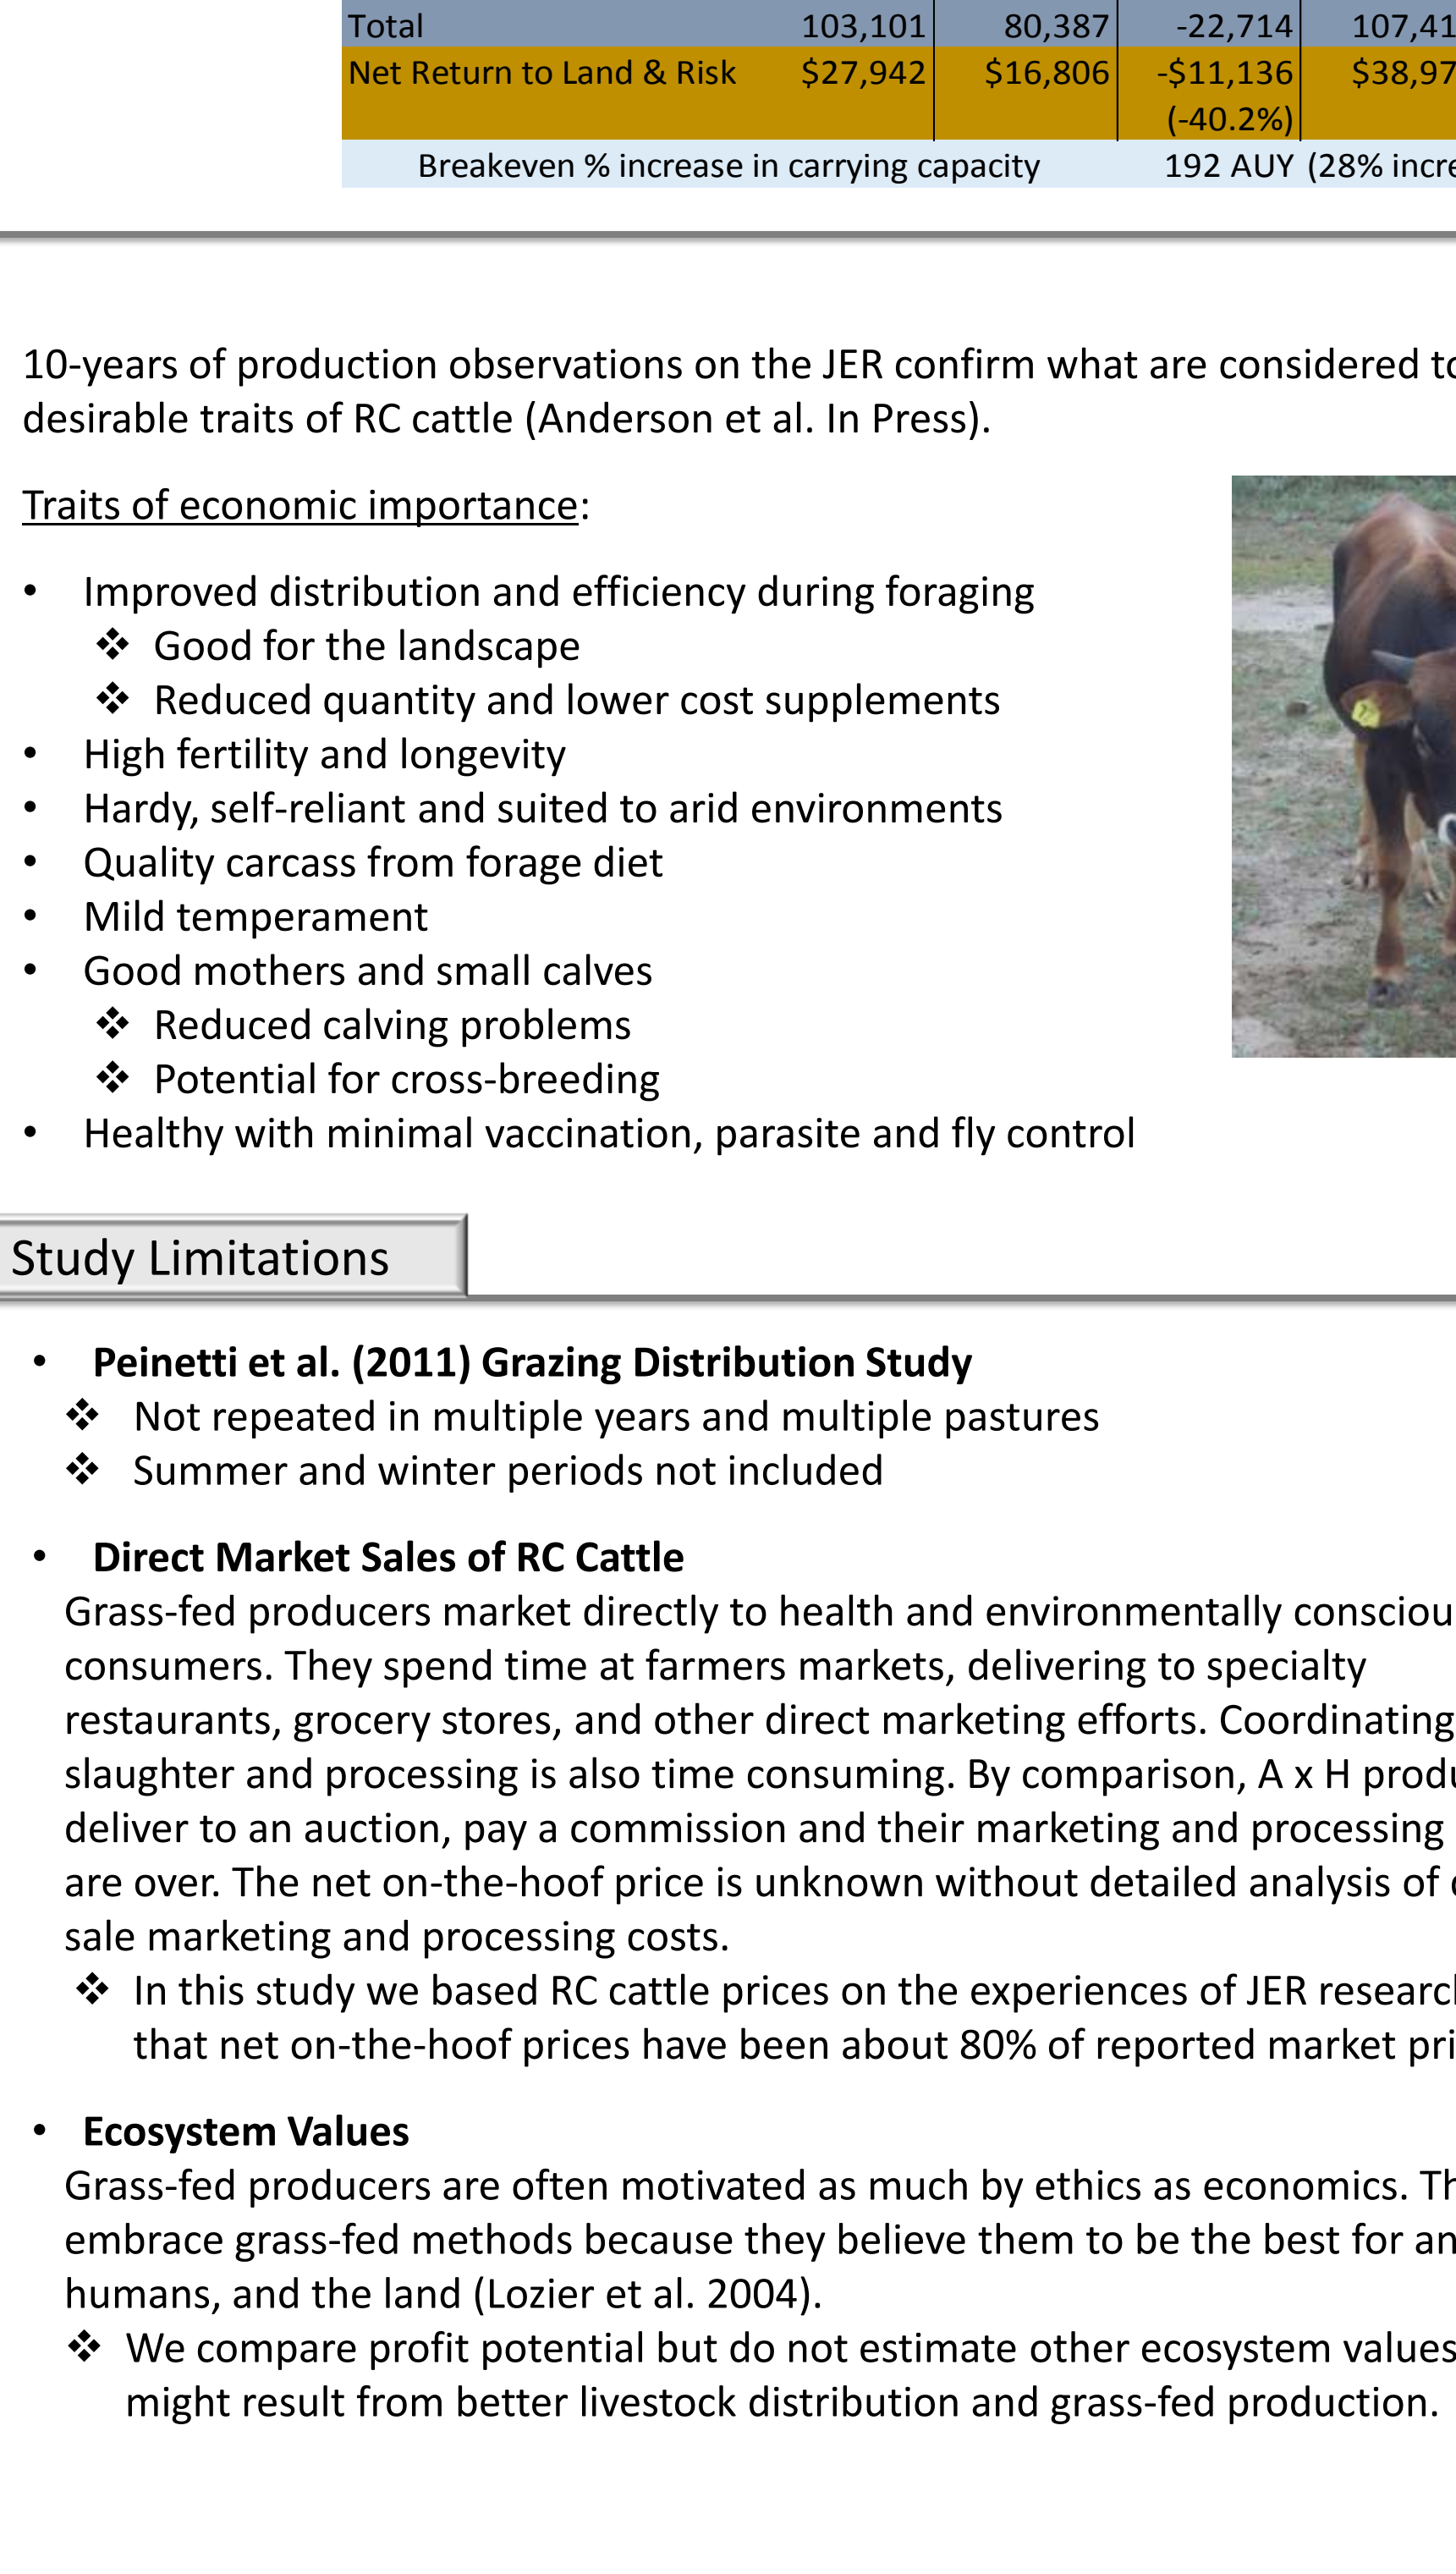 Total 103,101 80,387 -22,714 107,41
Net Return to Land & Risk $27,942 $16,806 -$11,136 $38,97
(-40.2%)
Breakeven % increase in carrying capacity 192 AUY (28% incre
10-years of production observations on the JER confirm what are considered to
desirable traits of RC cattle (Anderson et al. In Press).
Traits of economic importance:
• Improved distribution and efficiency during foraging
❖ Good for the landscape
❖ Reduced quantity and lower cost supplements
• High fertility and longevity
• Hardy, self-reliant and suited to arid environments
• Quality carcass from forage diet
• Mild temperament
• Good mothers and small calves
❖ Reduced calving problems
❖ Potential for cross-breeding
• Healthy with minimal vaccination, parasite and fly control
Study Limitations
• Peinetti et al. (2011) Grazing Distribution Study
❖ Not repeated in multiple years and multiple pastures
❖ Summer and winter periods not included
• Direct Market Sales of RC Cattle
Grass-fed producers market directly to health and environmentally consciou
consumers. They spend time at farmers markets, delivering to specialty
restaurants, grocery stores, and other direct marketing efforts. Coordinating
slaughter and processing is also time consuming. By comparison, A x H produ
deliver to an auction, pay a commission and their marketing and processing
are over. The net on-the-hoof price is unknown without detailed analysis of
sale marketing and processing costs.
❖ In this study we based RC cattle prices on the experiences of JER research
that net on-the-hoof prices have been about 80% of reported market pri
• Ecosystem Values
Grass-fed producers are often motivated as much by ethics as economics. Th
embrace grass-fed methods because they believe them to be the best for an
humans, and the land (Lozier et al. 2004).
❖ We compare profit potential but do not estimate other ecosystem values
might result from better livestock distribution and grass-fed production.